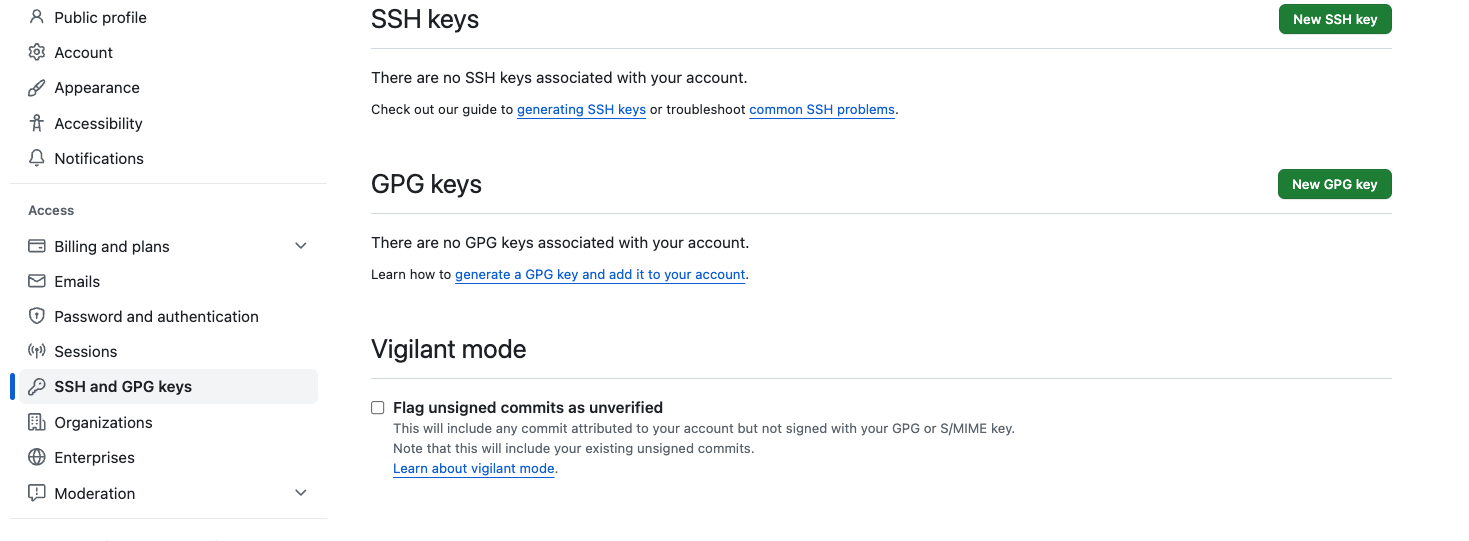 Public profile
Account
Appearance
Accessibility
Notifications
Access
Billing and plans
Emails
Password and authentication
Sessions
SSH and GPG keys
Organizations
Enterprises
Moderation
SSH keys
New SSH key
There are no SSH keys associated with your account.
Check out our guide to generating SSH keys or troubleshoot common SSH problems.
GPG keys
New GPG key
There are no GPG keys associated with your account.
Learn how to generate a GPG key and add it to your account.
Vigilant mode
Flag unsigned commits as unverified
This will include any commit attributed to your account but not signed with your GPG or S/MIME key.
Note that this will include your existing unsigned commits.
Learn about vigilant mode.